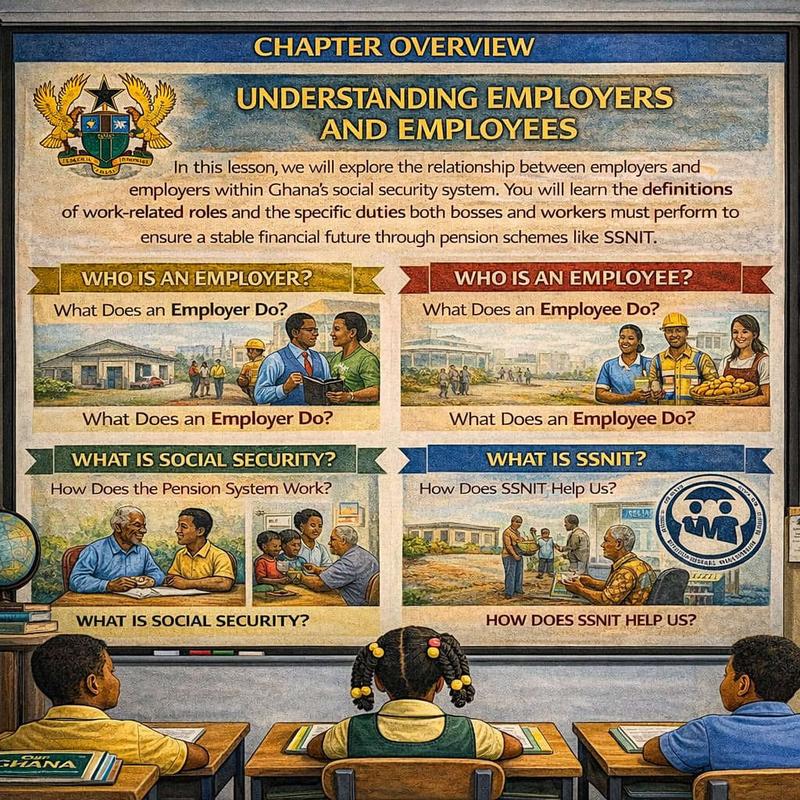 CHAPTER OVERVIEW
UNDERSTANDING EMPLOYERS
AND EMPLOYEES
In this lesson, we will explore the relationship between employers and
employers within Ghana's social security system. You will learn the definitions
of work-related roles and the specific duties both bosses and workers must perform to
ensure a stable financial future through pension schemes like SSNIT.
WHO IS AN EMPLOYER?
What Does an Employer Do?
What Does an Employer Do?
WHO IS AN EMPLOYEE?
What Does an Employee Do?
What Does an Employee Do?
WHAT IS SOCIAL SECURITY?
How Does the Pension System Work?
WHAT IS SOCIAL SECURITY?
WHAT IS SSNIT?
How Does SSNIT Help Us?
HOW DOES SSNIT HELP US?
Our
GHANA